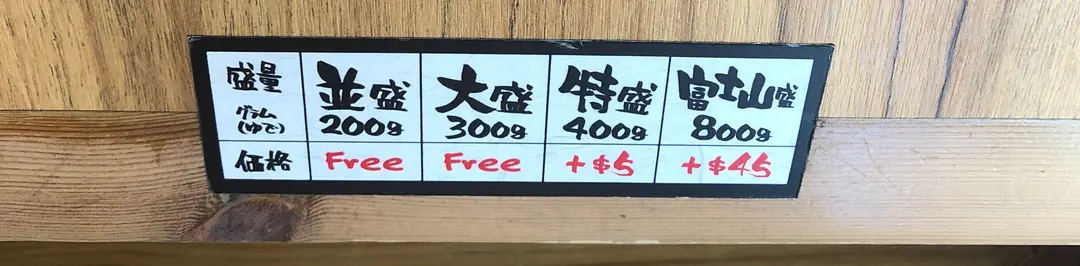 盛量 並盛 大盛 特盛 富士山盛
グラム(ゆで) 200g 300g 400g 800g
価格 Free Free +$5 +$45